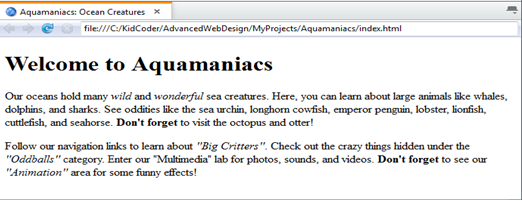 Aquamaniacs: Ocean Creatures
file:///C:/KidCoder/AdvancedWebDesign/MyProjects/Aquamaniacs/index.html
Welcome to Aquamaniacs
Our oceans hold many wild and wonderful sea creatures. Here, you can learn about large animals like whales,
dolphins, and sharks. See oddities like the sea urchin, longhorn cowfish, emperor penguin, lobster, lionfish,
cuttlefish, and seahorse. Don't forget to visit the octopus and otter!
Follow our navigation links to learn about "Big Critters". Check out the crazy things hidden under the
"Oddballs" category. Enter our "Multimedia" lab for photos, sounds, and videos. Don't forget to see our
"Animation" area for some funny effects!